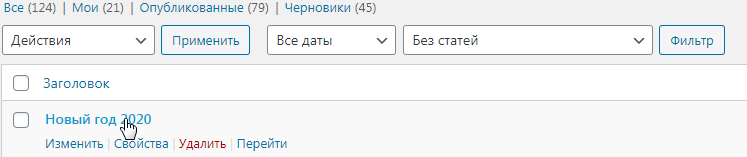 Все (124) | Мои (21) | Опубликованные (79) | Черновики (45)
Действия Применить Все даты Без статей Фильтр
Заголовок
Новый год 2020
Изменить | Свойства | Удалить | Перейти